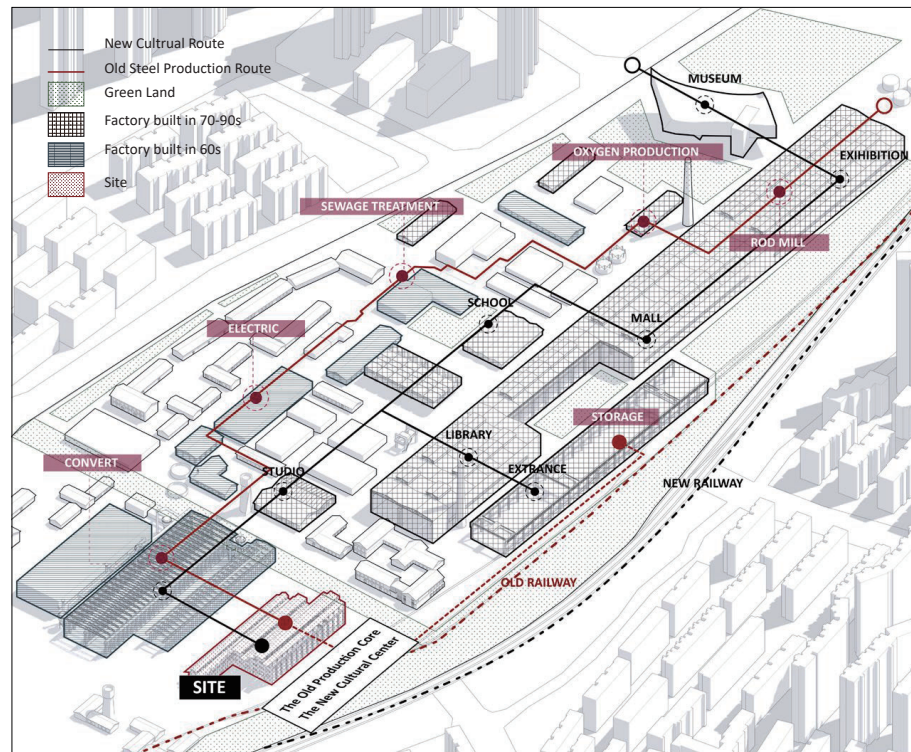 New Cultrual Route
Old Steel Production Route
Green Land
Factory built in 70-90s
Factory built in 60s
Site
MUSEUM
OXYGEN PRODUCTION
EXIHIBITION
SEWAGE TREATMENT
ROD MILL
SCHOOL
MALL
ELECTRIC
STORAGE
LIBRARY
CONVERT
STUDIO
EXTRANCE
NEW RAILWAY
OLD RAILWAY
The Old Production Core
The New Cultural Center
SITE